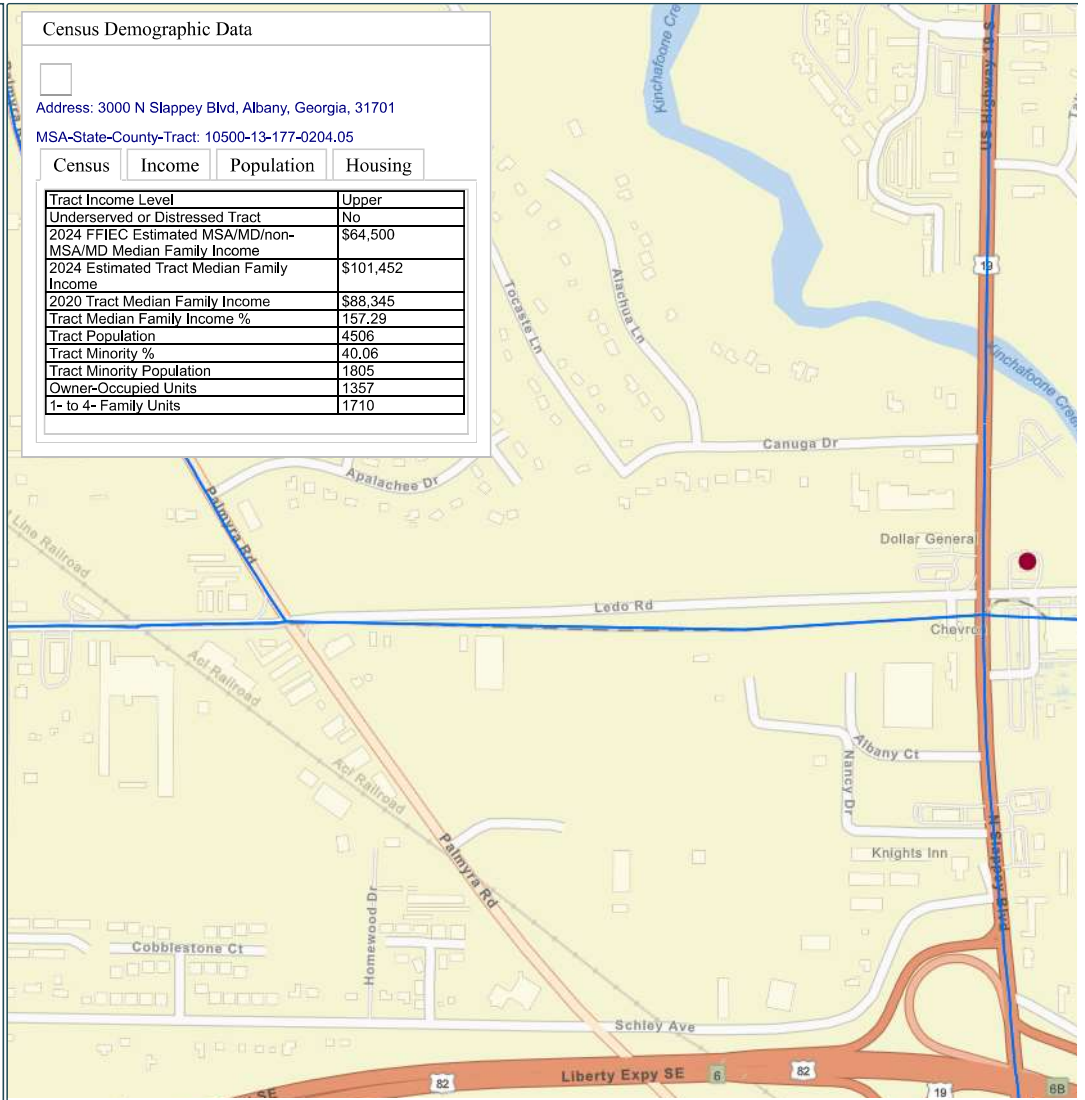 Census Demographic Data
Address: 3000 N Slappey Blvd, Albany, Georgia, 31701
MSA-State-County-Tract: 10500-13-177-0204.05
Census Income Population Housing
Tract Income Level Upper
Underserved or Distressed Tract No
2024 FFIEC Estimated MSA/MD/non- $64,500
MSA/MD Median Family Income
2024 Estimated Tract Median Family $101,452
Income
2020 Tract Median Family Income $88,345
Tract Median Family Income % 157.29
Tract Population 4506
Tract Minority % 40.06
Tract Minority Population 1805
Owner-Occupied Units 1357
1- to 4- Family Units 1710
Kinchafoone Cre
US Highway 19 S
19
Tocaste Ln
Alachua Ln
Kinchafoone Creek
Canuga Dr
Apalachee Dr
Palmyra Rd
Line Railroad
Dollar General
Ledo Rd
Chevron
Acl Railroad
Albany Ct
Nancy Dr
Acl Railroad
Palmyra Rd
Knights Inn
N Slappey Blvd
Homewood Dr
Cobblestone Ct
Schley Ave
Liberty Expy SE
6
82
82
SE
19
6B